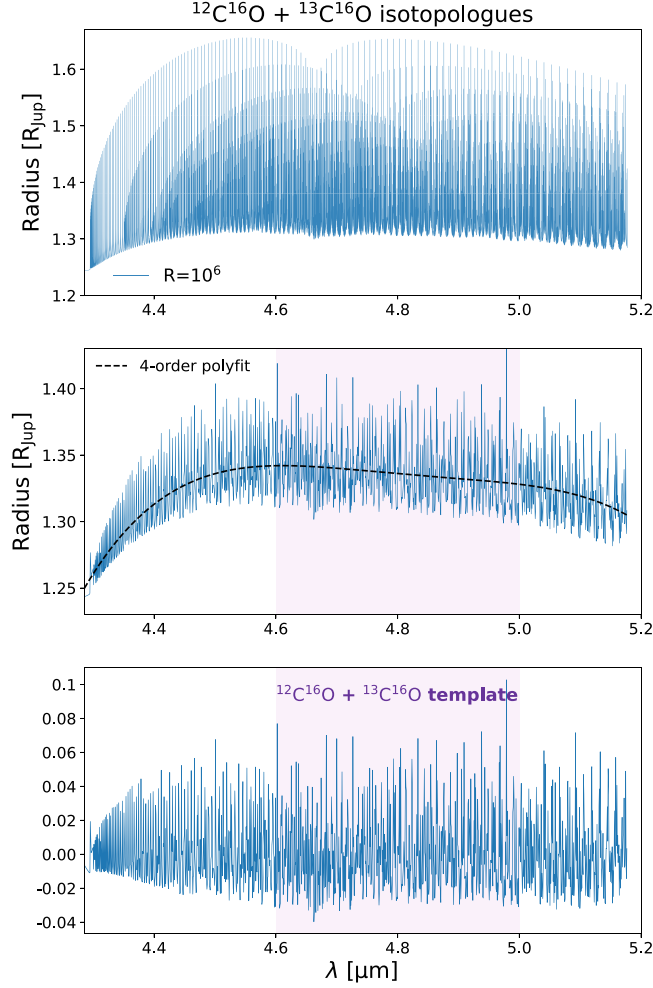 ¹²C¹⁶O + ¹³C¹⁶O isotopologues
Radius [R_Jup]
1.6
1.5
1.4
1.3
1.2
R=10⁶
4.4 4.6 4.8 5.0 5.2
Radius [R_Jup]
1.40
1.35
1.30
1.25
4-order polyfit
4.4 4.6 4.8 5.0 5.2
0.1
0.08
0.06
0.04
0.02
0.00
-0.02
-0.04
¹²C¹⁶O + ¹³C¹⁶O template
4.4 4.6 4.8 5.0 5.2
λ [µm]